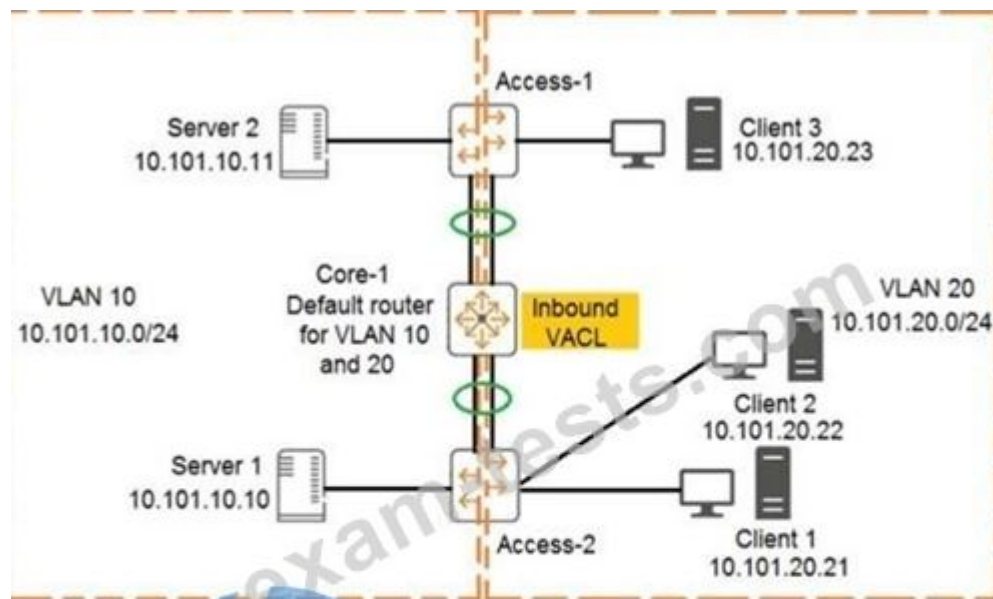 Access-1
Server 2
10.101.10.11
Client 3
10.101.20.23
Core-1
Default router
for VLAN 10
and 20
Inbound
VACL
VLAN 10
10.101.10.0/24
VLAN 20
10.101.20.0/24
Client 2
10.101.20.22
Server 1
10.101.10.10
Access-2
Client 1
10.101.20.21